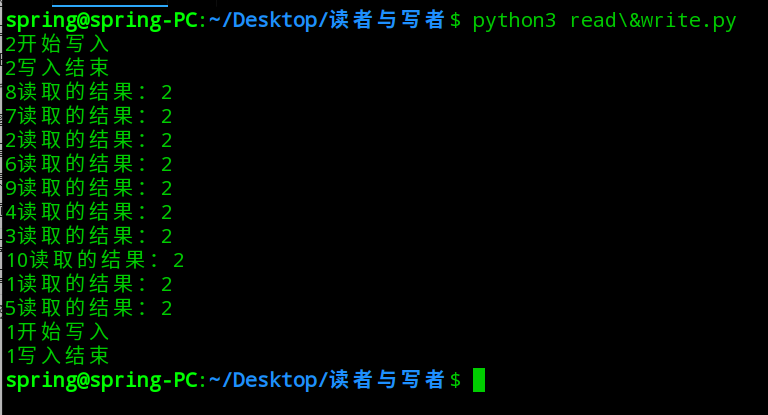 spring@spring-PC:~/Desktop/读者与写者$ python3 read\&write.py
2开始写入
2写入结束
8读取的结果：2
7读取的结果：2
2读取的结果：2
6读取的结果：2
9读取的结果：2
4读取的结果：2
3读取的结果：2
10读取的结果：2
1读取的结果：2
5读取的结果：2
1开始写入
1写入结束
spring@spring-PC:~/Desktop/读者与写者$